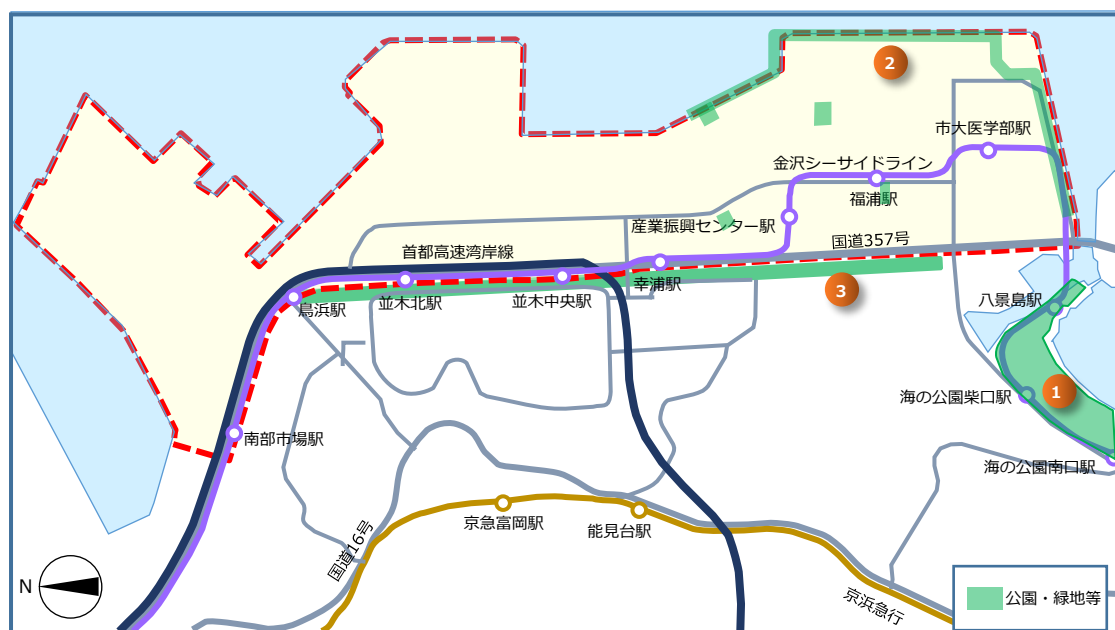 2
市大医学部駅
金沢シーサイドライン
福浦駅
産業振興センター駅
国道357号
首都高速湾岸線
幸浦駅
並木中央駅
並木北駅
鳥浜駅
3
八景島駅
1
海の公園柴口駅
南部市場駅
海の公園南口駅
京急富岡駅
能見台駅
国道16号
N
京浜急行
公園・緑地等